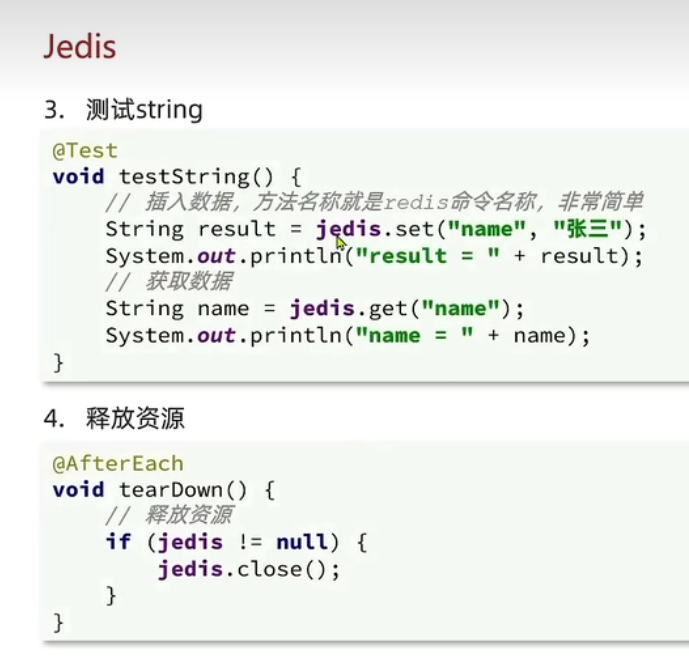 Jedis
3. 测试string
@Test
void testString() {
    // 插入数据，方法名称就是redis命令名称，非常简单
    String result = jedis.set("name", "张三");
    System.out.println("result = " + result);
    // 获取数据
    String name = jedis.get("name");
    System.out.println("name = " + name);
}
4. 释放资源
@AfterEach
void tearDown() {
    // 释放资源
    if (jedis != null) {
        jedis.close();
    }
}